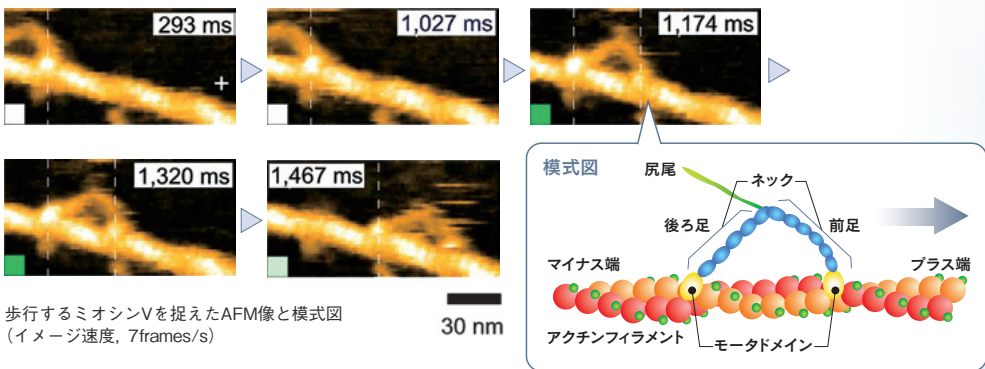 293 ms
1,027 ms
1,174 ms
1,320 ms
1,467 ms
模式図
尻尾
ネック
後ろ足
前足
マイナス端
プラス端
アクチンフィラメント
モータドメイン
歩行するミオシンVを捉えたAFM像と模式図
(イメージ速度, 7frames/s)
30 nm